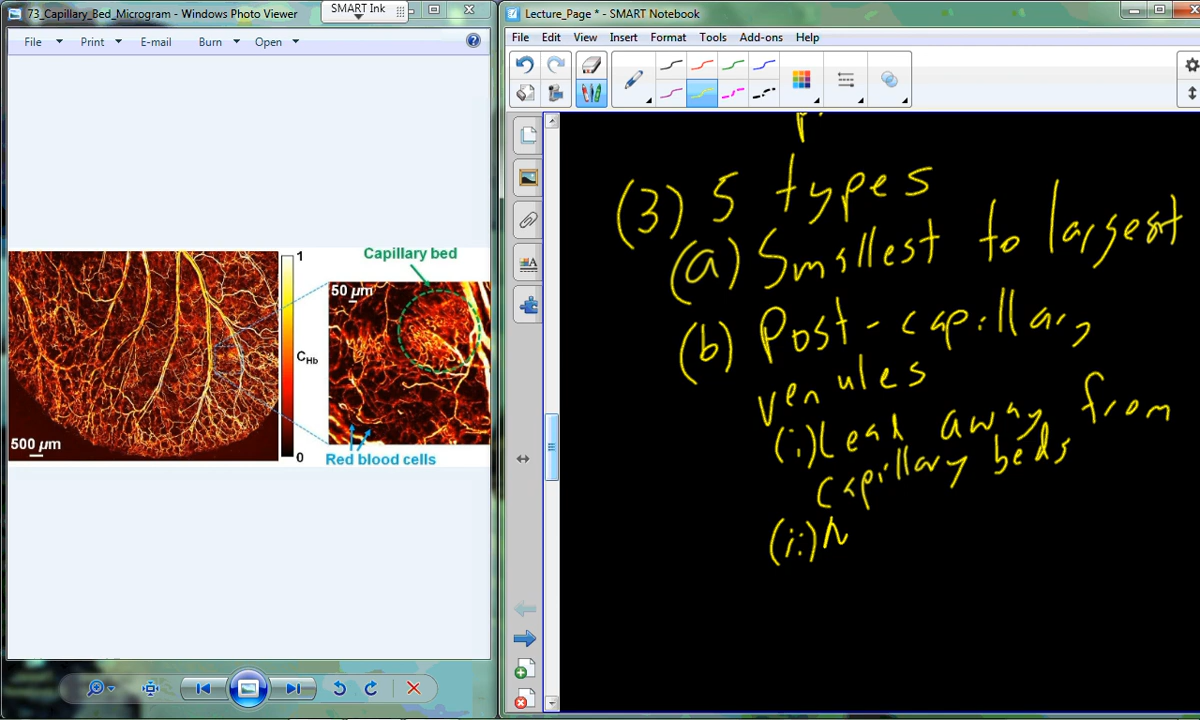 73_Capillary_Bed_Microgram - Windows Photo Viewer
SMART Ink
File Print E-mail Burn Open
Capillary bed
1
50 µm
C_Hb
500 µm
0
Red blood cells
Lecture_Page * - SMART Notebook
File Edit View Insert Format Tools Add-ons Help
(3) 5 types
(a) Smallest to largest
(b) Post-capillary
venules
(i) Lead away from
capillary beds
(ii)